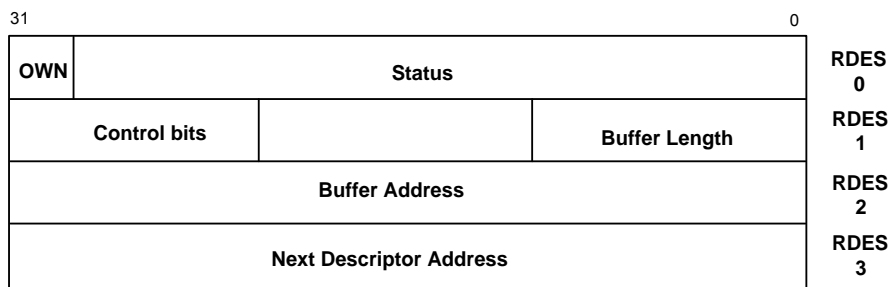 31 0
OWN Status RDES
0
Control bits Buffer Length RDES
1
Buffer Address RDES
2
Next Descriptor Address RDES
3